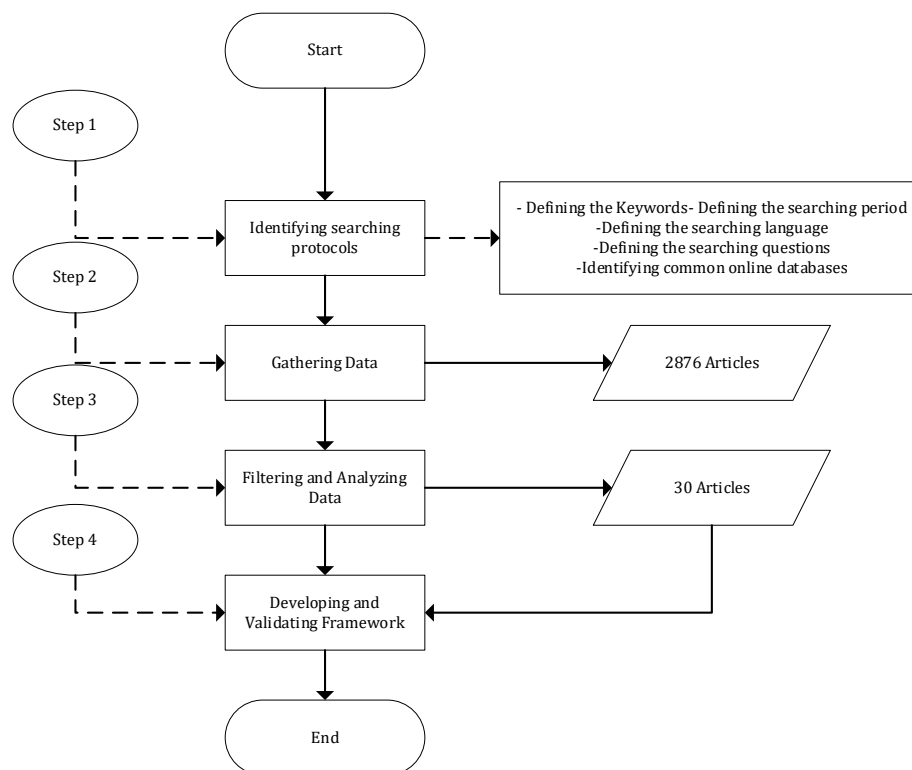 Start
Step 1
Identifying searching
protocols
- Defining the Keywords- Defining the searching period
-Defining the searching language
-Defining the searching questions
-Identifying common online databases
Step 2
Gathering Data
2876 Articles
Step 3
Filtering and Analyzing
Data
30 Articles
Step 4
Developing and
Validating Framework
End